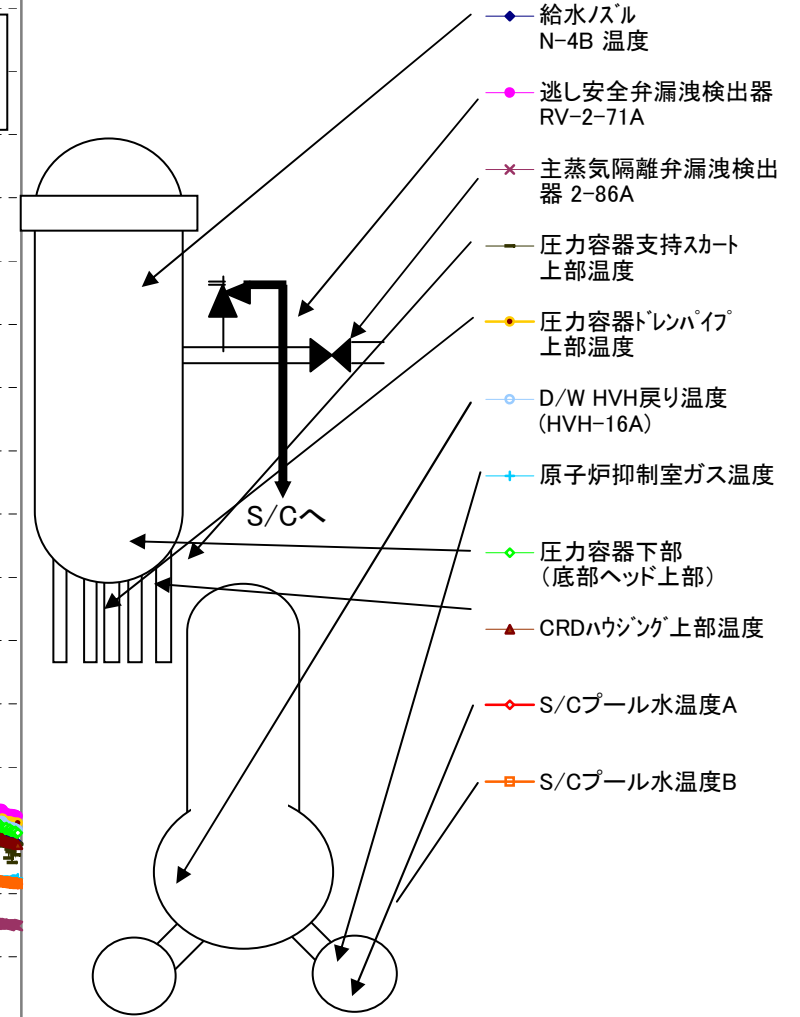 給水ﾉｽﾞﾙ
N-4B 温度
逃し安全弁漏洩検出器
RV-2-71A
主蒸気隔離弁漏洩検出
器 2-86A
圧力容器支持ｽｶｰﾄ
上部温度
圧力容器ﾄﾞﾚﾝﾊﾟｲﾌﾟ
上部温度
D/W HVH戻り温度
(HVH-16A)
原子炉抑制室ガス温度
S/Cへ
圧力容器下部
（底部ヘッド上部）
CRDﾊｳｼﾞﾝｸﾞ上部温度
S/Cプール水温度A
S/Cプール水温度B